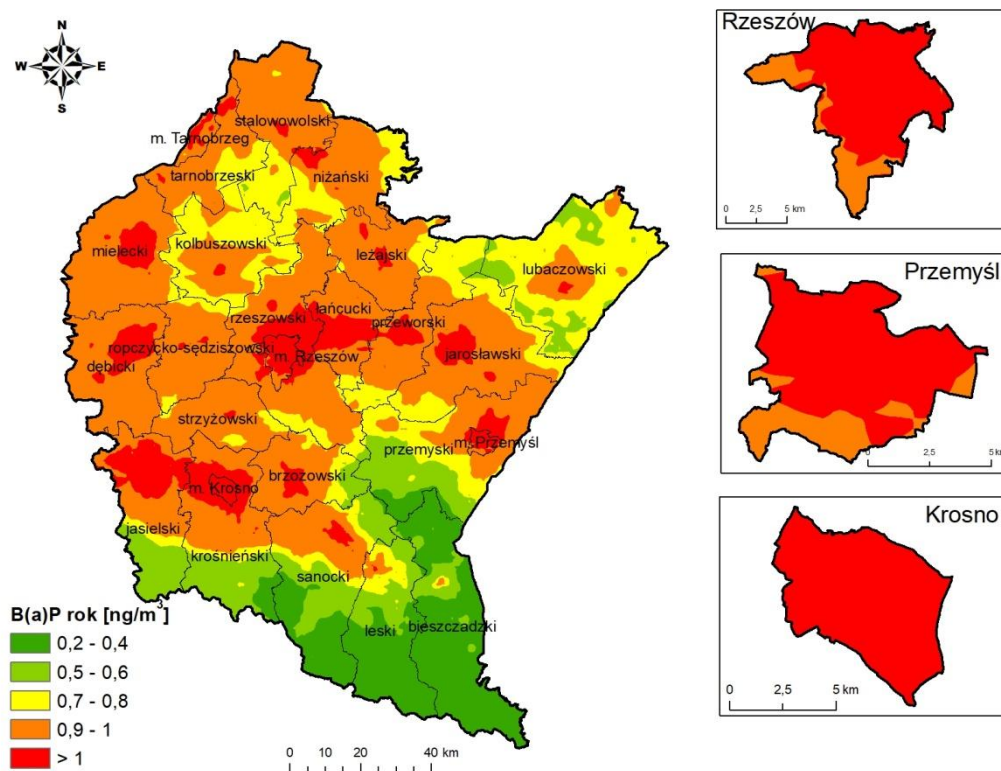 N
W E
S
stalowowolski
m. Tarnobrzeg
tarnobrzeski
niżański
mielecki
kolbuszowski
leżajski
lubaczowski
rzeszowski
łańcucki
przeworski
ropczycko-sędziszowski
m. Rzeszów
jarosławski
dębicki
strzyżowski
przemyski
m. Przemyśl
brzozowski
m. Krosno
jasielski
krośnieński
sanocki
leski
bieszczadzki
B(a)P rok [ng/m³]
0,2 - 0,4
0,5 - 0,6
0,7 - 0,8
0,9 - 1
> 1
0 10 20 40 km
Rzeszów
0 2,5 5 km
Przemyśl
0 2,5 5 km
Krosno
0 2,5 5 km